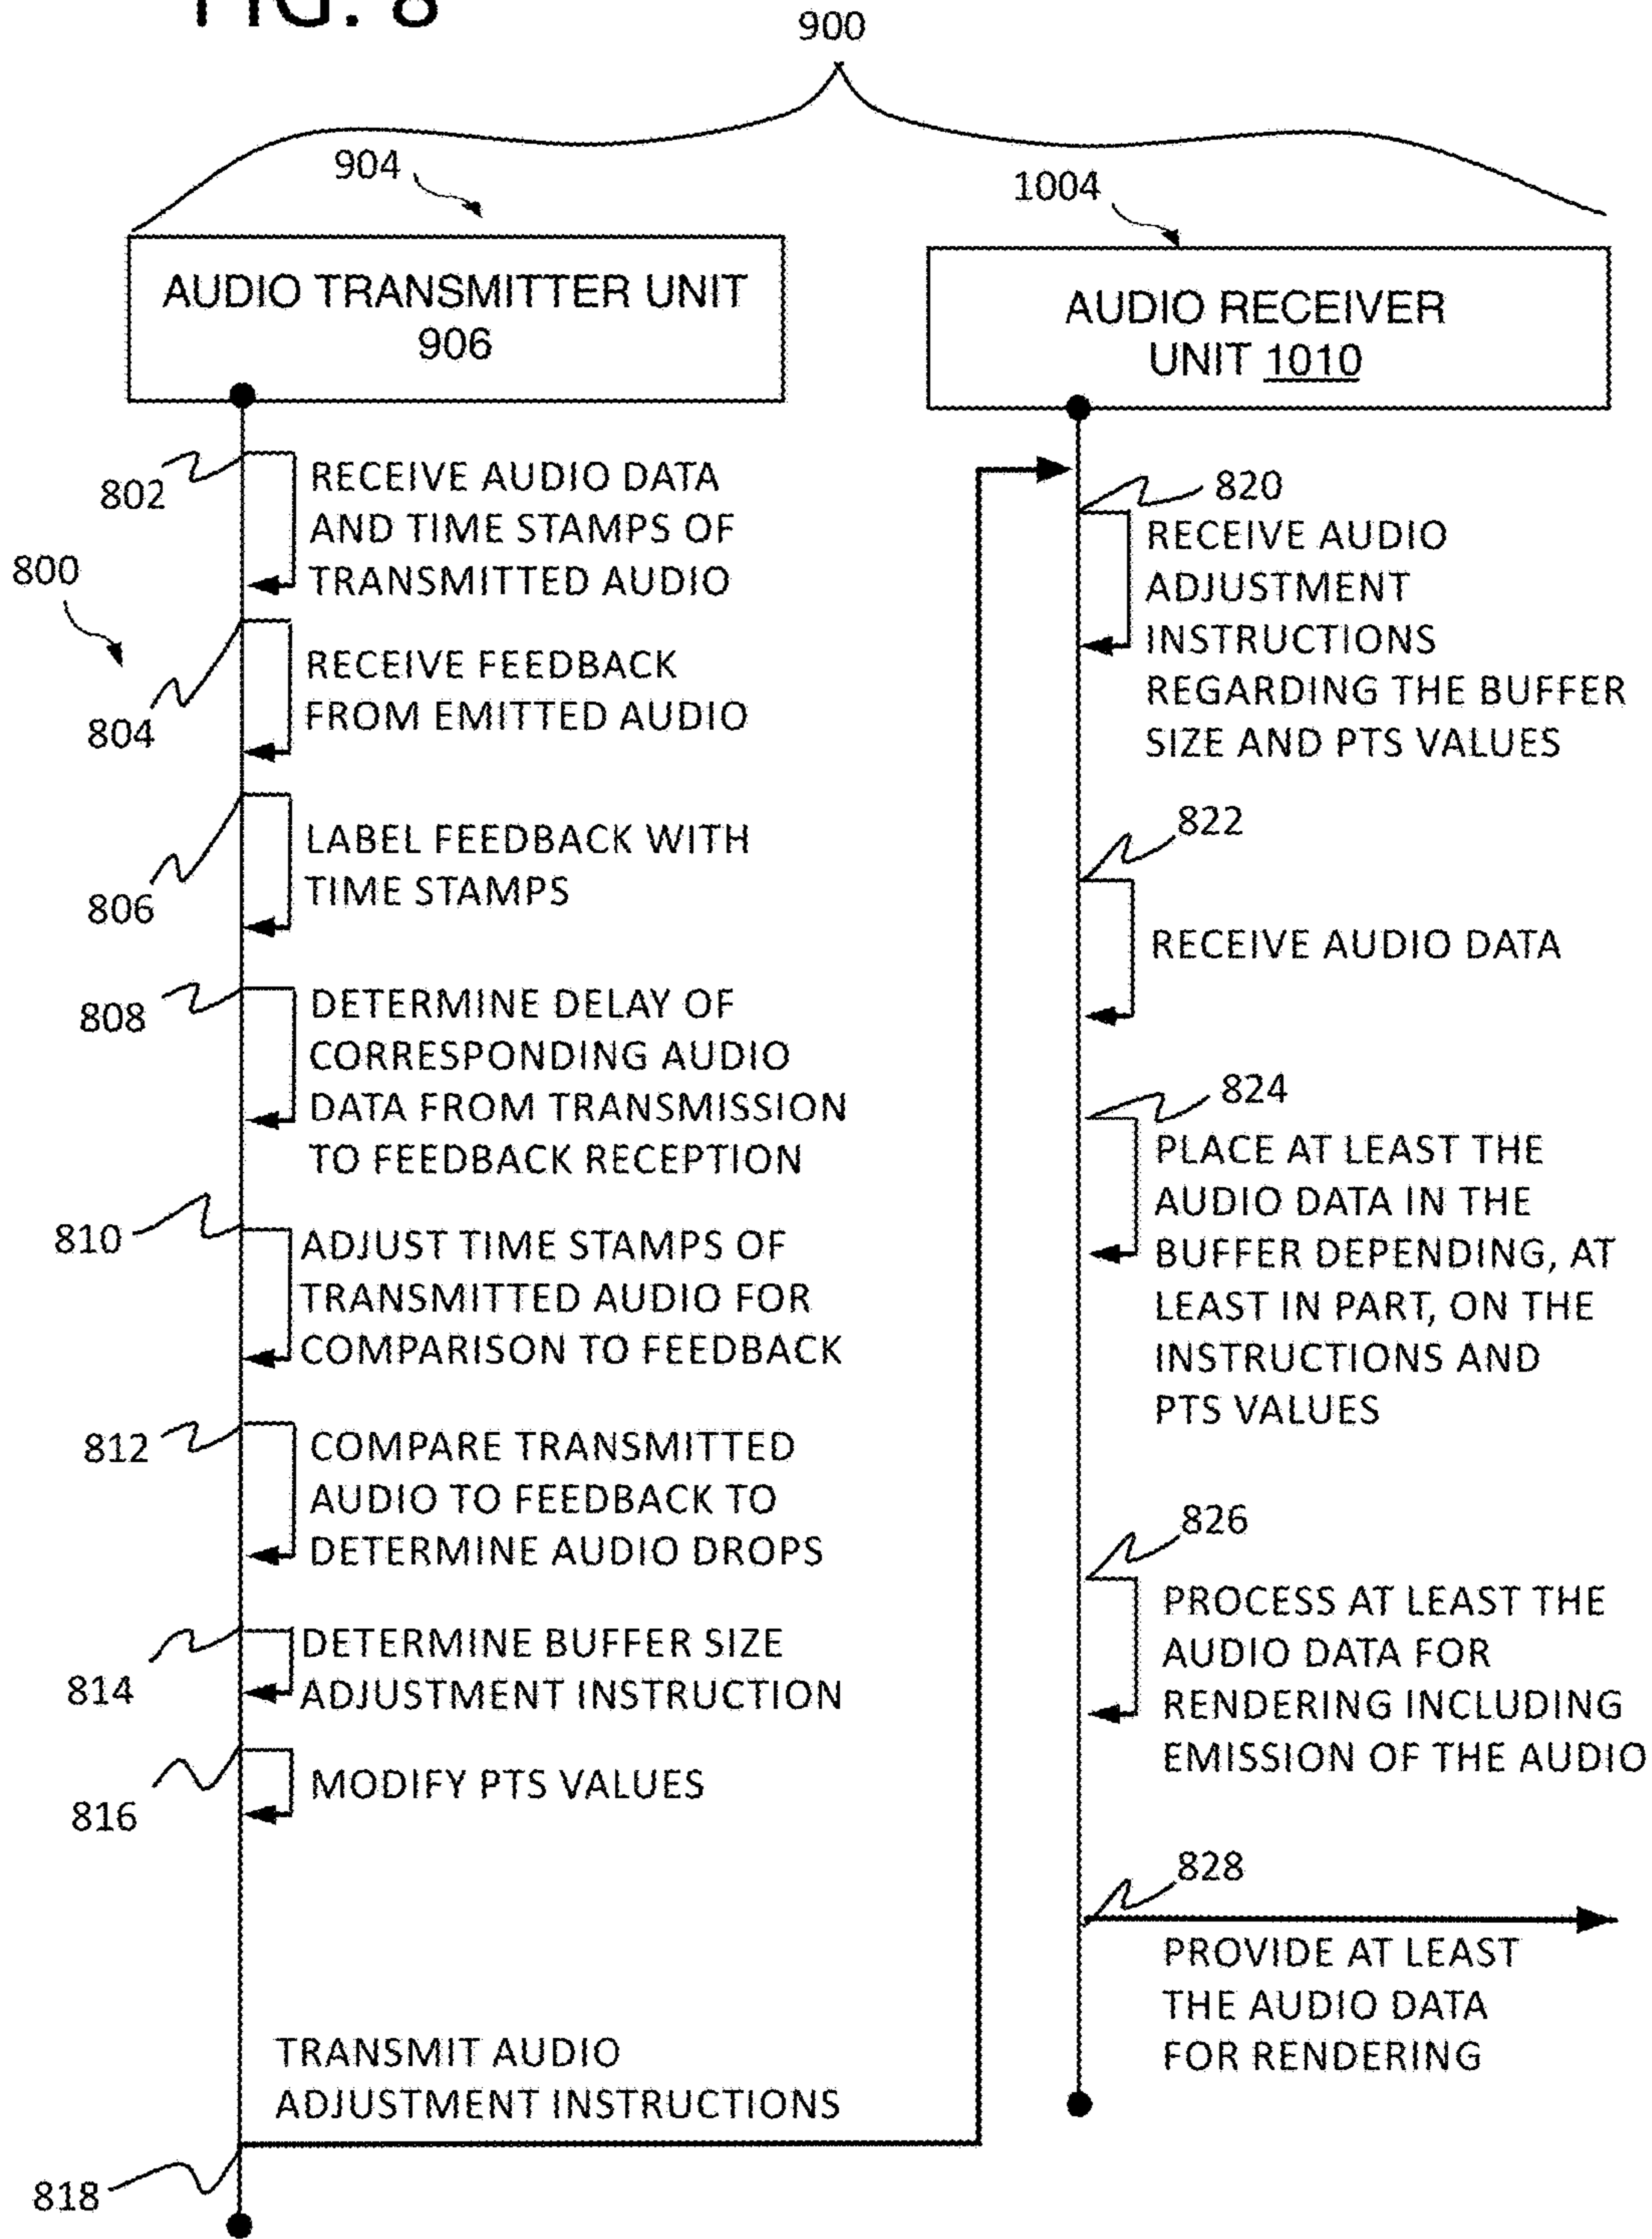 FIG. 8
900
904
1004
AUDIO TRANSMITTER UNIT
906
AUDIO RECEIVER
UNIT 1010
800
802
RECEIVE AUDIO DATA
AND TIME STAMPS OF
TRANSMITTED AUDIO
804
RECEIVE FEEDBACK
FROM EMITTED AUDIO
806
LABEL FEEDBACK WITH
TIME STAMPS
808
DETERMINE DELAY OF
CORRESPONDING AUDIO
DATA FROM TRANSMISSION
TO FEEDBACK RECEPTION
810
ADJUST TIME STAMPS OF
TRANSMITTED AUDIO FOR
COMPARISON TO FEEDBACK
812
COMPARE TRANSMITTED
AUDIO TO FEEDBACK TO
DETERMINE AUDIO DROPS
814
DETERMINE BUFFER SIZE
ADJUSTMENT INSTRUCTION
816
MODIFY PTS VALUES
TRANSMIT AUDIO
ADJUSTMENT INSTRUCTIONS
818
820
RECEIVE AUDIO
ADJUSTMENT
INSTRUCTIONS
REGARDING THE BUFFER
SIZE AND PTS VALUES
822
RECEIVE AUDIO DATA
824
PLACE AT LEAST THE
AUDIO DATA IN THE
BUFFER DEPENDING, AT
LEAST IN PART, ON THE
INSTRUCTIONS AND
PTS VALUES
826
PROCESS AT LEAST THE
AUDIO DATA FOR
RENDERING INCLUDING
EMISSION OF THE AUDIO
828
PROVIDE AT LEAST
THE AUDIO DATA
FOR RENDERING